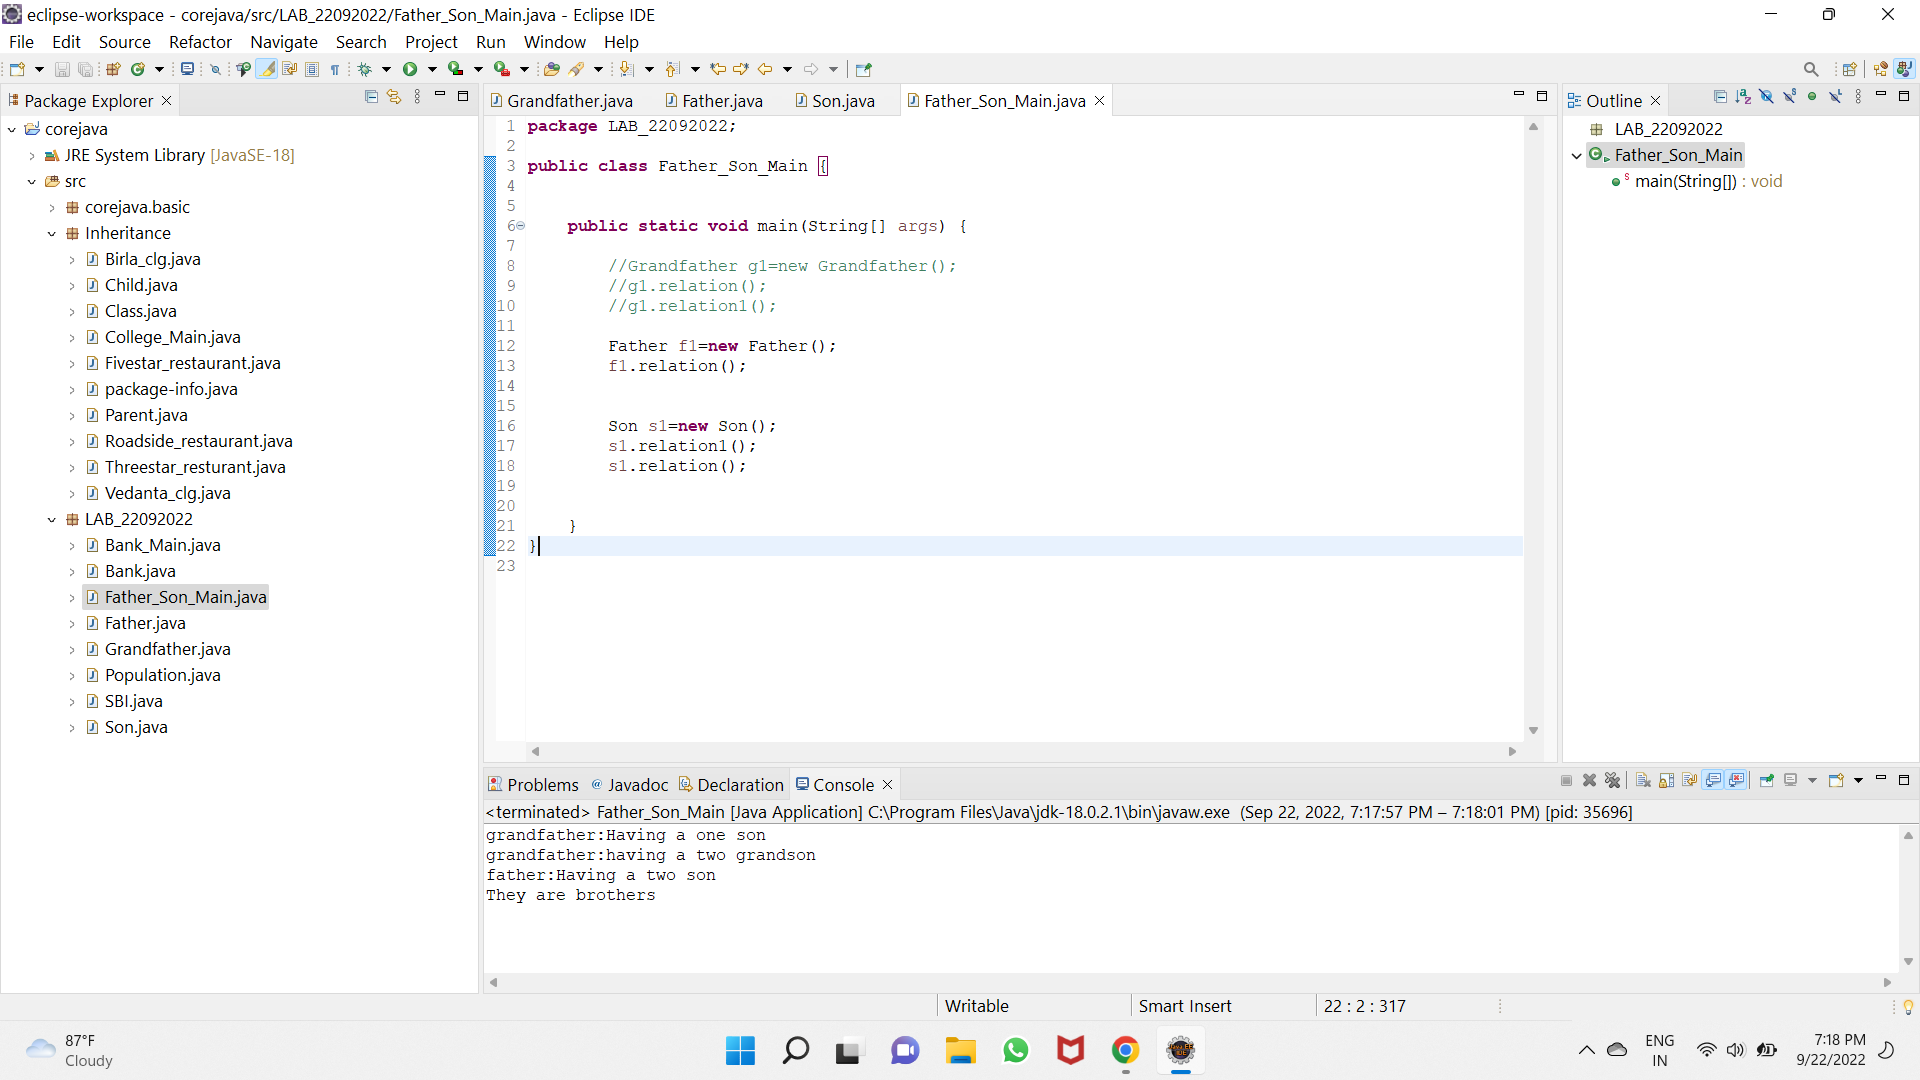 eclipse-workspace - corejava/src/LAB_22092022/Father_Son_Main.java - Eclipse IDE
File Edit Source Refactor Navigate Search Project Run Window Help
Package Explorer
corejava
JRE System Library [JavaSE-18]
src
corejava.basic
Inheritance
Birla_clg.java
Child.java
Class.java
College_Main.java
Fivestar_restaurant.java
package-info.java
Parent.java
Roadside_restaurant.java
Threestar_resturant.java
Vedanta_clg.java
LAB_22092022
Bank_Main.java
Bank.java
Father_Son_Main.java
Father.java
Grandfather.java
Population.java
SBI.java
Son.java
Grandfather.java Father.java Son.java Father_Son_Main.java
1 package LAB_22092022;
2
3 public class Father_Son_Main {
4
5
6 public static void main(String[] args) {
7
8 //Grandfather g1=new Grandfather();
9 //g1.relation();
10 //g1.relation1();
11
12 Father f1=new Father();
13 f1.relation();
14
15
16 Son s1=new Son();
17 s1.relation1();
18 s1.relation();
19
20
21 }
22 }
23
Outline
LAB_22092022
Father_Son_Main
main(String[]) : void
Problems Javadoc Declaration Console
<terminated> Father_Son_Main [Java Application] C:\Program Files\Java\jdk-18.0.2.1\bin\javaw.exe (Sep 22, 2022, 7:17:57 PM – 7:18:01 PM) [pid: 35696]
grandfather:Having a one son
grandfather:having a two grandson
father:Having a two son
They are brothers
Writable Smart Insert 22 : 2 : 317
87°F
Cloudy
ENG
IN
7:18 PM
9/22/2022